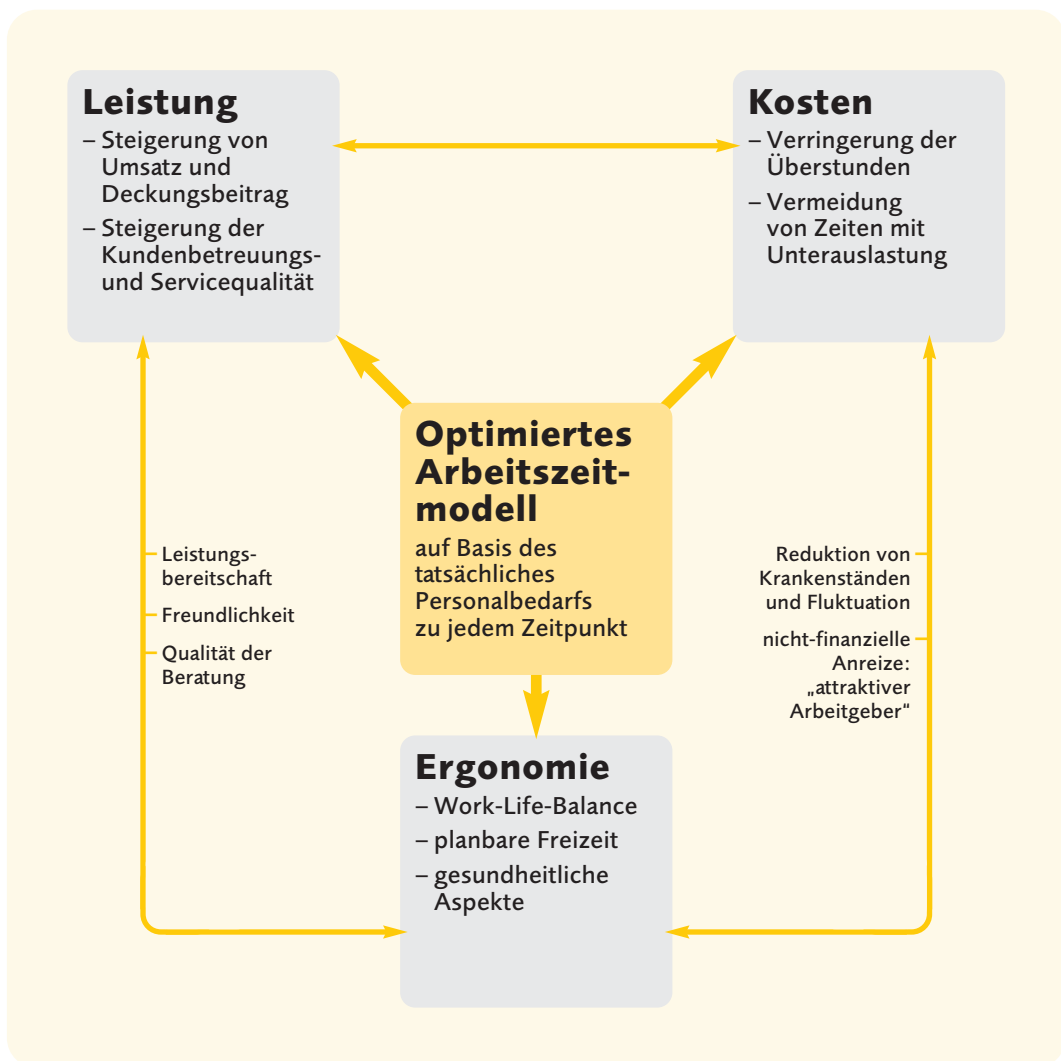 Leistung
– Steigerung von
Umsatz und
Deckungsbeitrag
– Steigerung der
Kundenbetreuungs-
und Servicequalität
Kosten
– Verringerung der
Überstunden
– Vermeidung
von Zeiten mit
Unterauslastung
Optimiertes
Arbeitszeit-
modell
auf Basis des
tatsächliches
Personalbedarfs
zu jedem Zeitpunkt
Leistungs-
bereitschaft
Freundlichkeit
Qualität der
Beratung
Reduktion von
Krankenständen
und Fluktuation
nicht-finanzielle
Anreize:
„attraktiver
Arbeitgeber“
Ergonomie
– Work-Life-Balance
– planbare Freizeit
– gesundheitliche
Aspekte